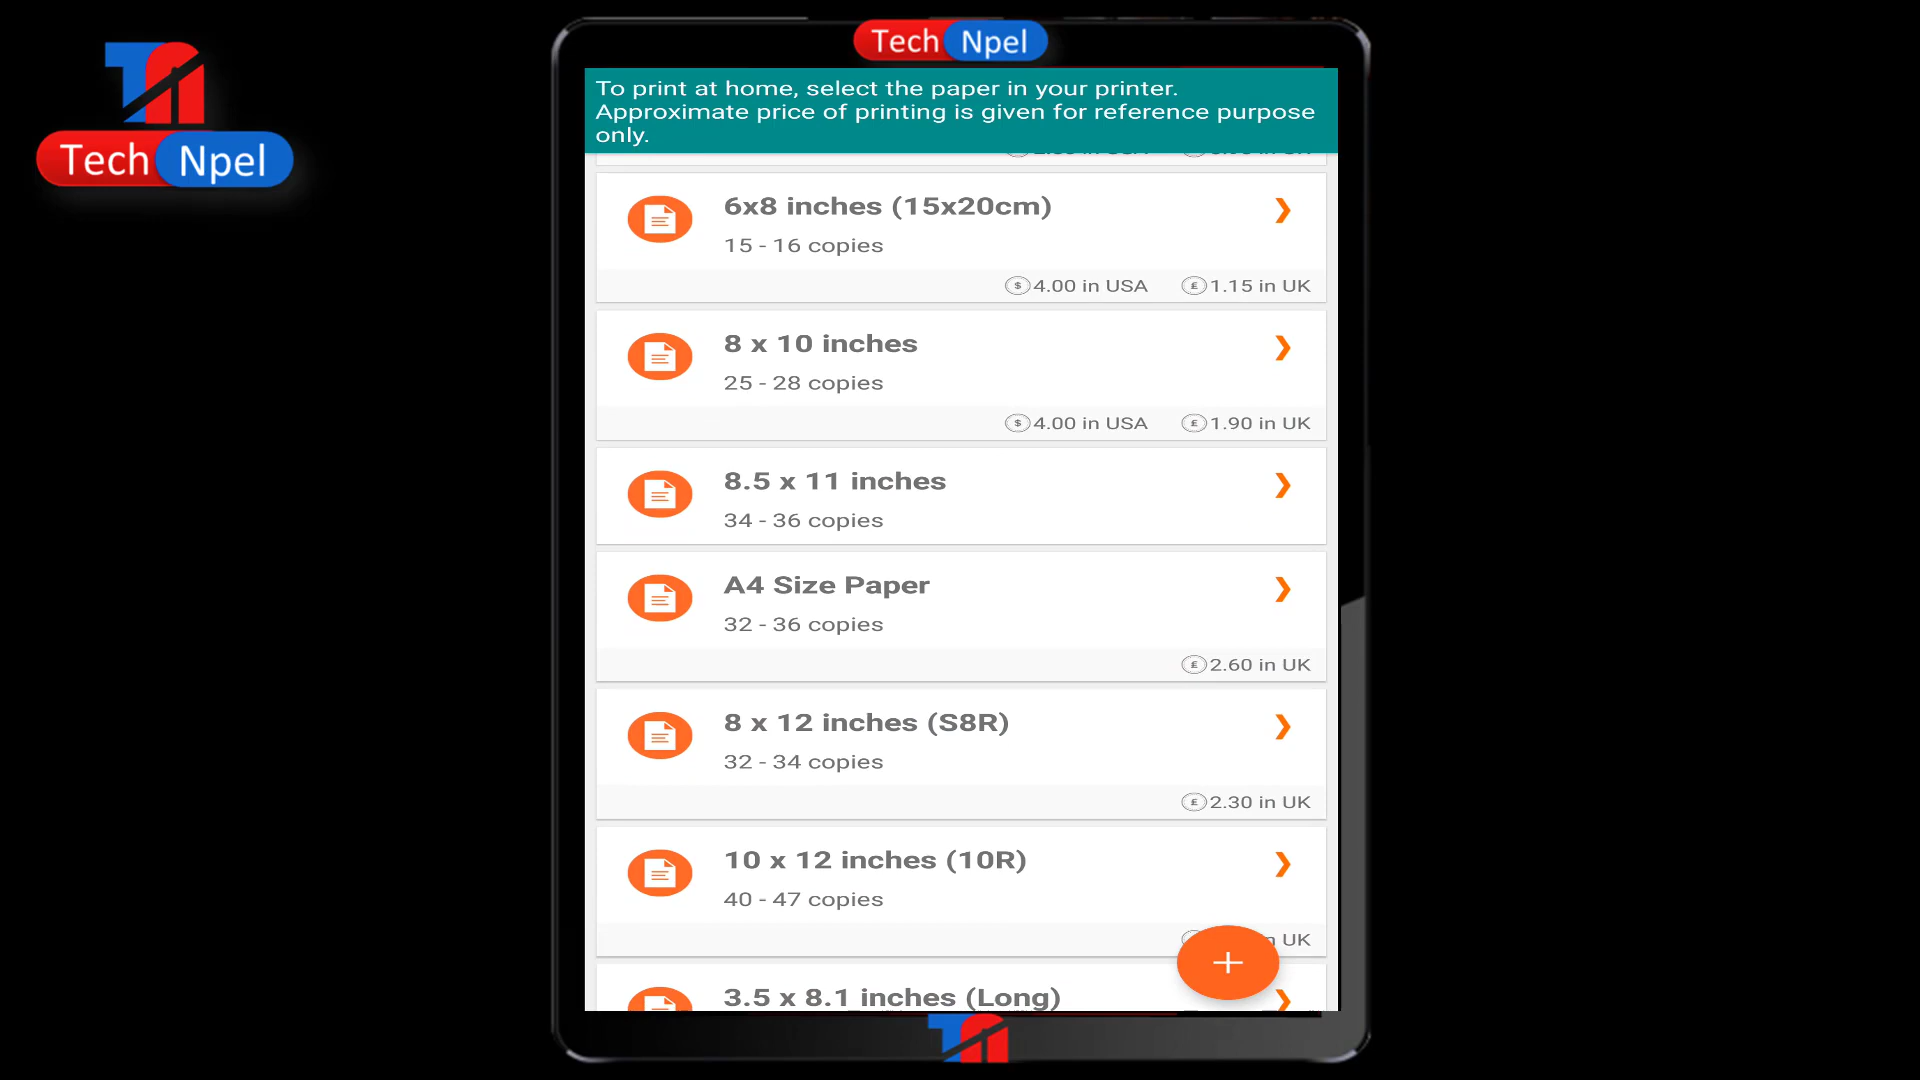 Tech Npel
Tech Npel
To print at home, select the paper in your printer.
Approximate price of printing is given for reference purpose
only.
6x8 inches (15x20cm)
15 - 16 copies
$ 4.00 in USA £ 1.15 in UK
8 x 10 inches
25 - 28 copies
$ 4.00 in USA £ 1.90 in UK
8.5 x 11 inches
34 - 36 copies
A4 Size Paper
32 - 36 copies
£ 2.60 in UK
8 x 12 inches (S8R)
32 - 34 copies
£ 2.30 in UK
10 x 12 inches (10R)
40 - 47 copies
UK
3.5 x 8.1 inches (Long)